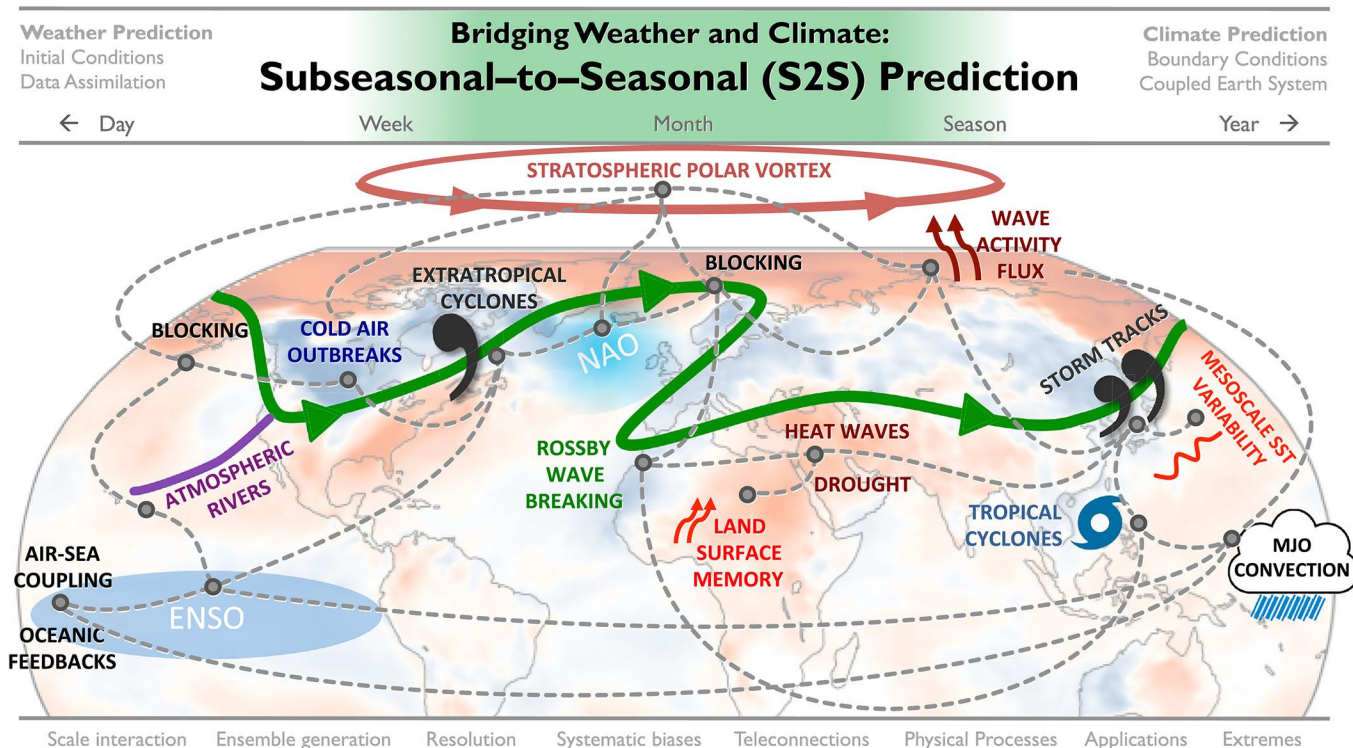 Weather Prediction
Initial Conditions
Data Assimilation
Bridging Weather and Climate:
Subseasonal–to–Seasonal (S2S) Prediction
Climate Prediction
Boundary Conditions
Coupled Earth System
← Day
Week
Month
Season
Year →
STRATOSPHERIC POLAR VORTEX
WAVE
ACTIVITY
FLUX
BLOCKING
EXTRATROPICAL
CYCLONES
BLOCKING
COLD AIR
OUTBREAKS
NAO
STORM TRACKS
MESOSCALE SST
VARIABILITY
ATMOSPHERIC
RIVERS
ROSSBY
WAVE
BREAKING
HEAT WAVES
DROUGHT
LAND
SURFACE
MEMORY
TROPICAL
CYCLONES
MJO
CONVECTION
AIR-SEA
COUPLING
ENSO
OCEANIC
FEEDBACKS
Scale interaction
Ensemble generation
Resolution
Systematic biases
Teleconnections
Physical Processes
Applications
Extremes